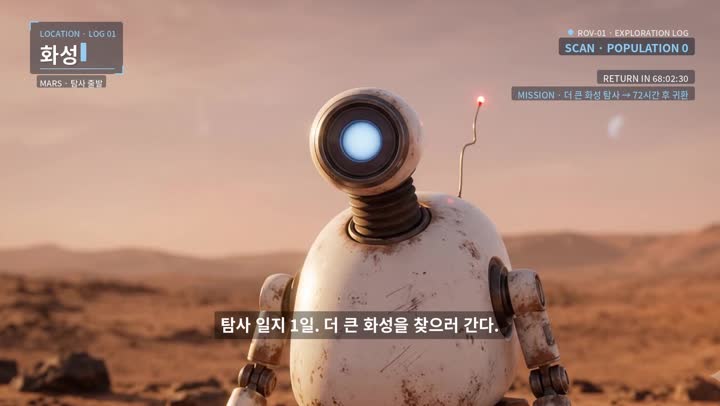 LOCATION · LOG 01
화성
MARS · 탐사 출발
ROV-01 · EXPLORATION LOG
SCAN · POPULATION 0
RETURN IN 68:02:30
MISSION · 더 큰 화성 탐사 → 72시간 후 귀환
탐사 일지 1일. 더 큰 화성을 찾으러 간다.